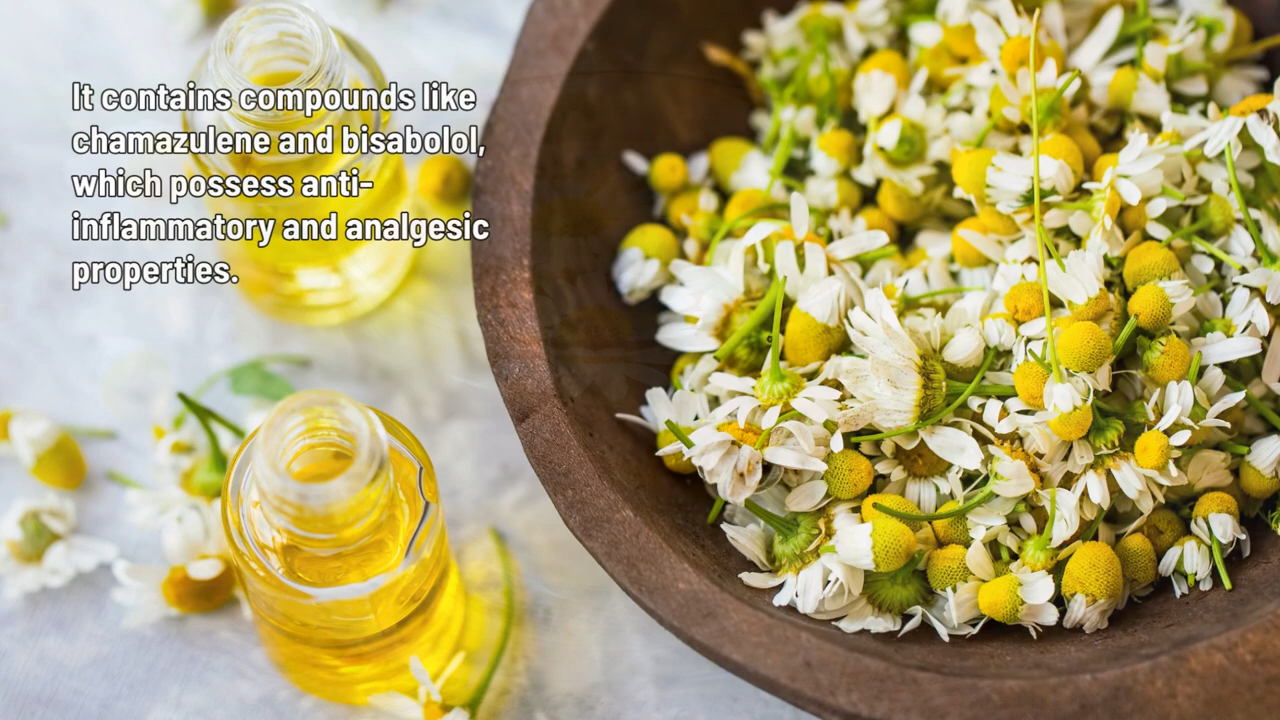 It contains compounds like
chamazulene and bisabolol,
which possess anti-
inflammatory and analgesic
properties.